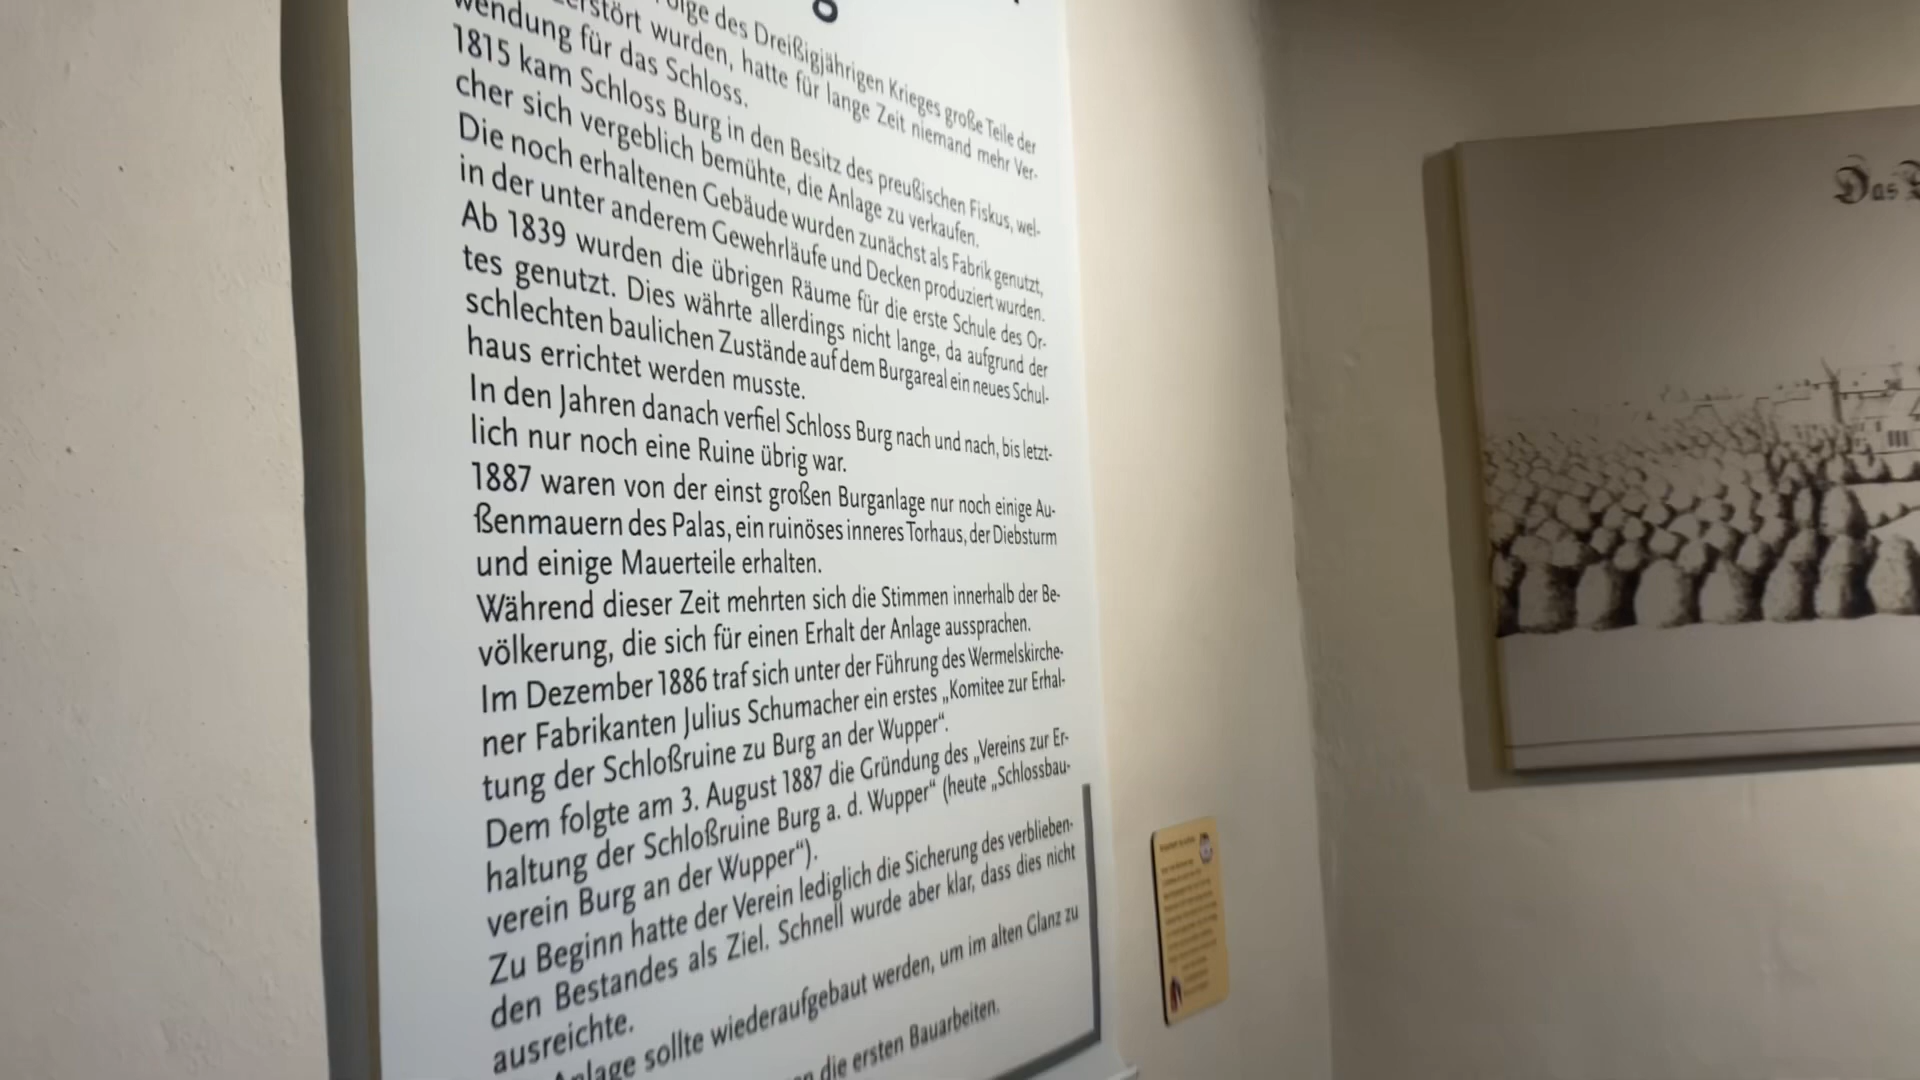 des Dreißigjährigen Krieges große Teile der
zerstört wurden, hatte für lange Zeit niemand mehr Ver-
wendung für das Schloss.
1815 kam Schloss Burg in den Besitz des preußischen Fiskus, wel-
cher sich vergeblich bemühte, die Anlage zu verkaufen.
Die noch erhaltenen Gebäude wurden zunächst als Fabrik genutzt,
in der unter anderem Gewehrläufe und Decken produziert wurden.
Ab 1839 wurden die übrigen Räume für die erste Schule des Or-
tes genutzt. Dies währte allerdings nicht lange, da aufgrund der
schlechten baulichen Zustände auf dem Burgareal ein neues Schul-
haus errichtet werden musste.
In den Jahren danach verfiel Schloss Burg nach und nach, bis letzt-
lich nur noch eine Ruine übrig war.
1887 waren von der einst großen Burganlage nur noch einige Au-
ßenmauern des Palas, ein ruinöses inneres Torhaus, der Diebsturm
und einige Mauerteile erhalten.
Während dieser Zeit mehrten sich die Stimmen innerhalb der Be-
völkerung, die sich für einen Erhalt der Anlage aussprachen.
Im Dezember 1886 traf sich unter der Führung des Wermelskirche-
ner Fabrikanten Julius Schumacher ein erstes „Komitee zur Erhal-
tung der Schloßruine zu Burg an der Wupper“.
Dem folgte am 3. August 1887 die Gründung des „Vereins zur Er-
haltung der Schloßruine Burg a. d. Wupper“ (heute „Schlossbau-
verein Burg an der Wupper“).
Zu Beginn hatte der Verein lediglich die Sicherung des verblieben-
den Bestandes als Ziel. Schnell wurde aber klar, dass dies nicht
ausreichte.
Anlage sollte wiederaufgebaut werden, um im alten Glanz zu
die ersten Bauarbeiten.
Das